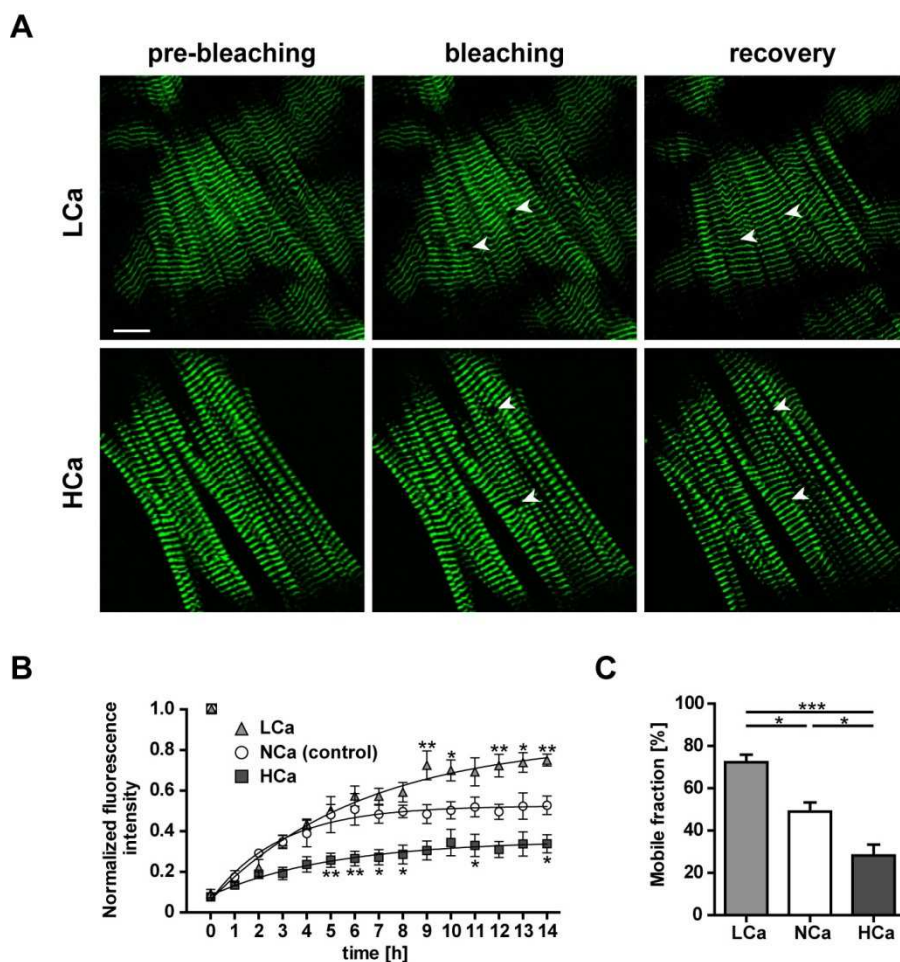 A
pre-bleaching bleaching recovery
LCa
HCa
B
Normalized fluorescence
intensity
1.0
0.8
0.6
0.4
0.2
0
LCa
NCa (control)
HCa
** * ** * **
** ** * * * *
0 1 2 3 4 5 6 7 8 9 10 11 12 13 14
time [h]
C
Mobile fraction [%]
100
80
60
40
20
0
***
* *
LCa NCa HCa